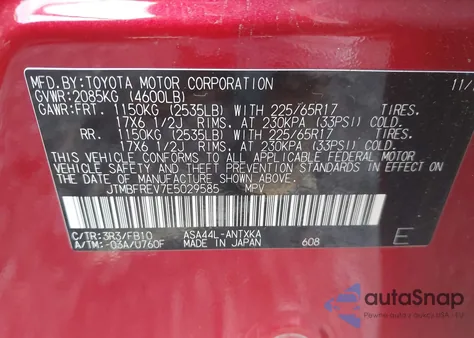 MFD.BY:TOYOTA MOTOR CORPORATION 11/
GVWR:2085KG (4600LB)
GAWR:FRT. 1150KG (2535LB) WITH 225/65R17 TIRES.
17X6 1/2J RIMS. AT 230KPA (33PSI) COLD.
RR. 1150KG (2535LB) WITH 225/65R17 TIRES.
17X6 1/2J RIMS. AT 230KPA (33PSI) COLD.
THIS VEHICLE CONFORMS TO ALL APPLICABLE FEDERAL MOTOR
VEHICLE SAFETY AND THEFT PREVENTION STANDARDS IN EFFECT ON
THE DATE OF MANUFACTURE SHOWN ABOVE.
JTMBFREV7E5029585 MPV
C/TR:3R3/FB10 ASA44L-ANTXKA
A/TM:-03A/U760F MADE IN JAPAN 608 E
autoSnap
Auto z aukcji USA